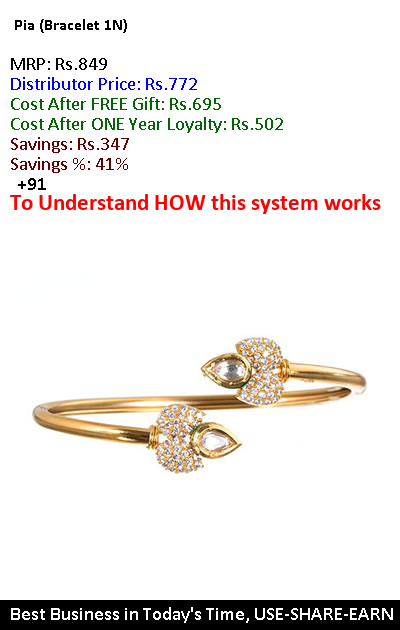 Pia (Bracelet 1N)
MRP: Rs.849
Distributor Price: Rs.772
Cost After FREE Gift: Rs.695
Cost After ONE Year Loyalty: Rs.502
Savings: Rs.347
Savings %: 41%
+91
To Understand HOW this system works
Best Business in Today's Time, USE-SHARE-EARN